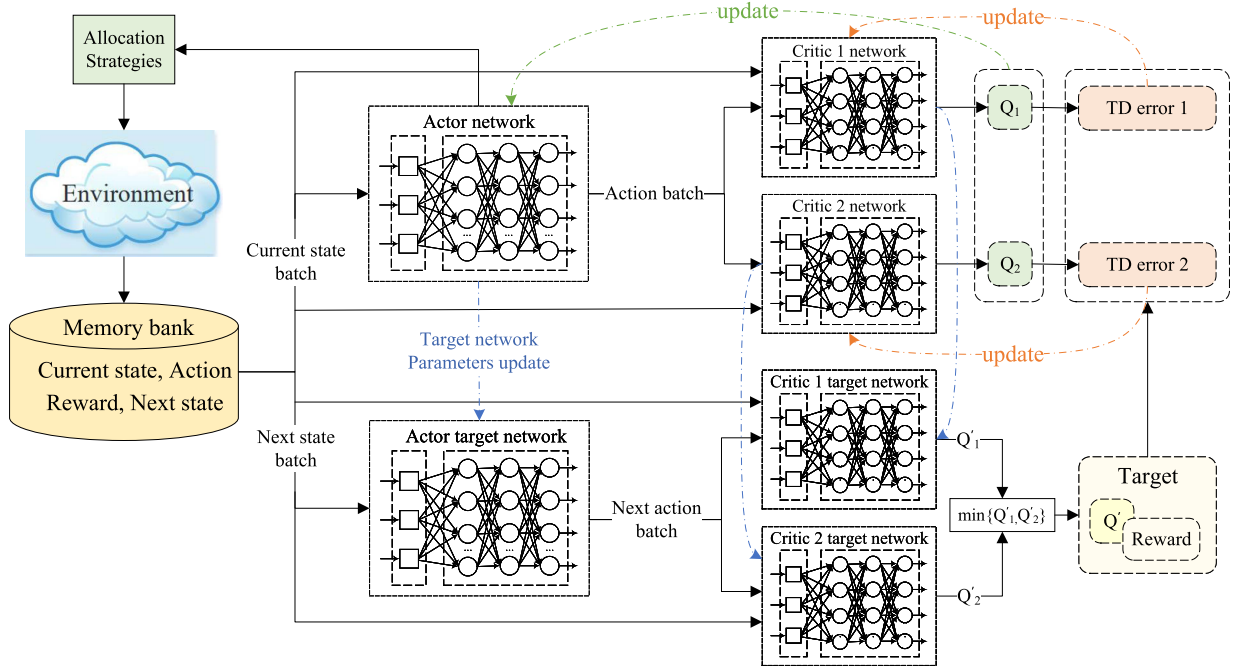 Allocation
Strategies
Environment
Memory bank
Current state, Action
Reward, Next state
Current state
batch
Next state
batch
Actor network
...
...
...
Target network
Parameters update
Actor target network
...
...
...
Action batch
Next action
batch
update
update
Critic 1 network
Critic 2 network
Critic 1 target network
Critic 2 target network
Q₁
Q₂
TD error 1
TD error 2
update
Q′₁
min{Q′₁,Q′₂}
Q′₂
Target
Q′
Reward